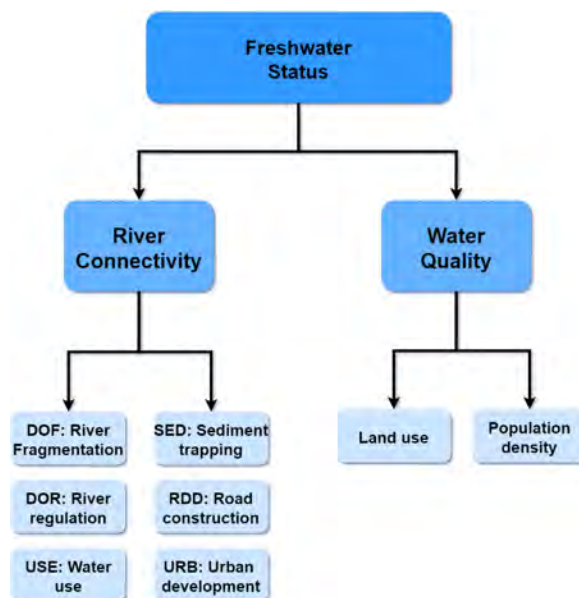 Freshwater
Status
River
Connectivity
Water
Quality
DOF: River
Fragmentation
SED: Sediment
trapping
Land use
Population
density
DOR: River
regulation
RDD: Road
construction
USE: Water
use
URB: Urban
development